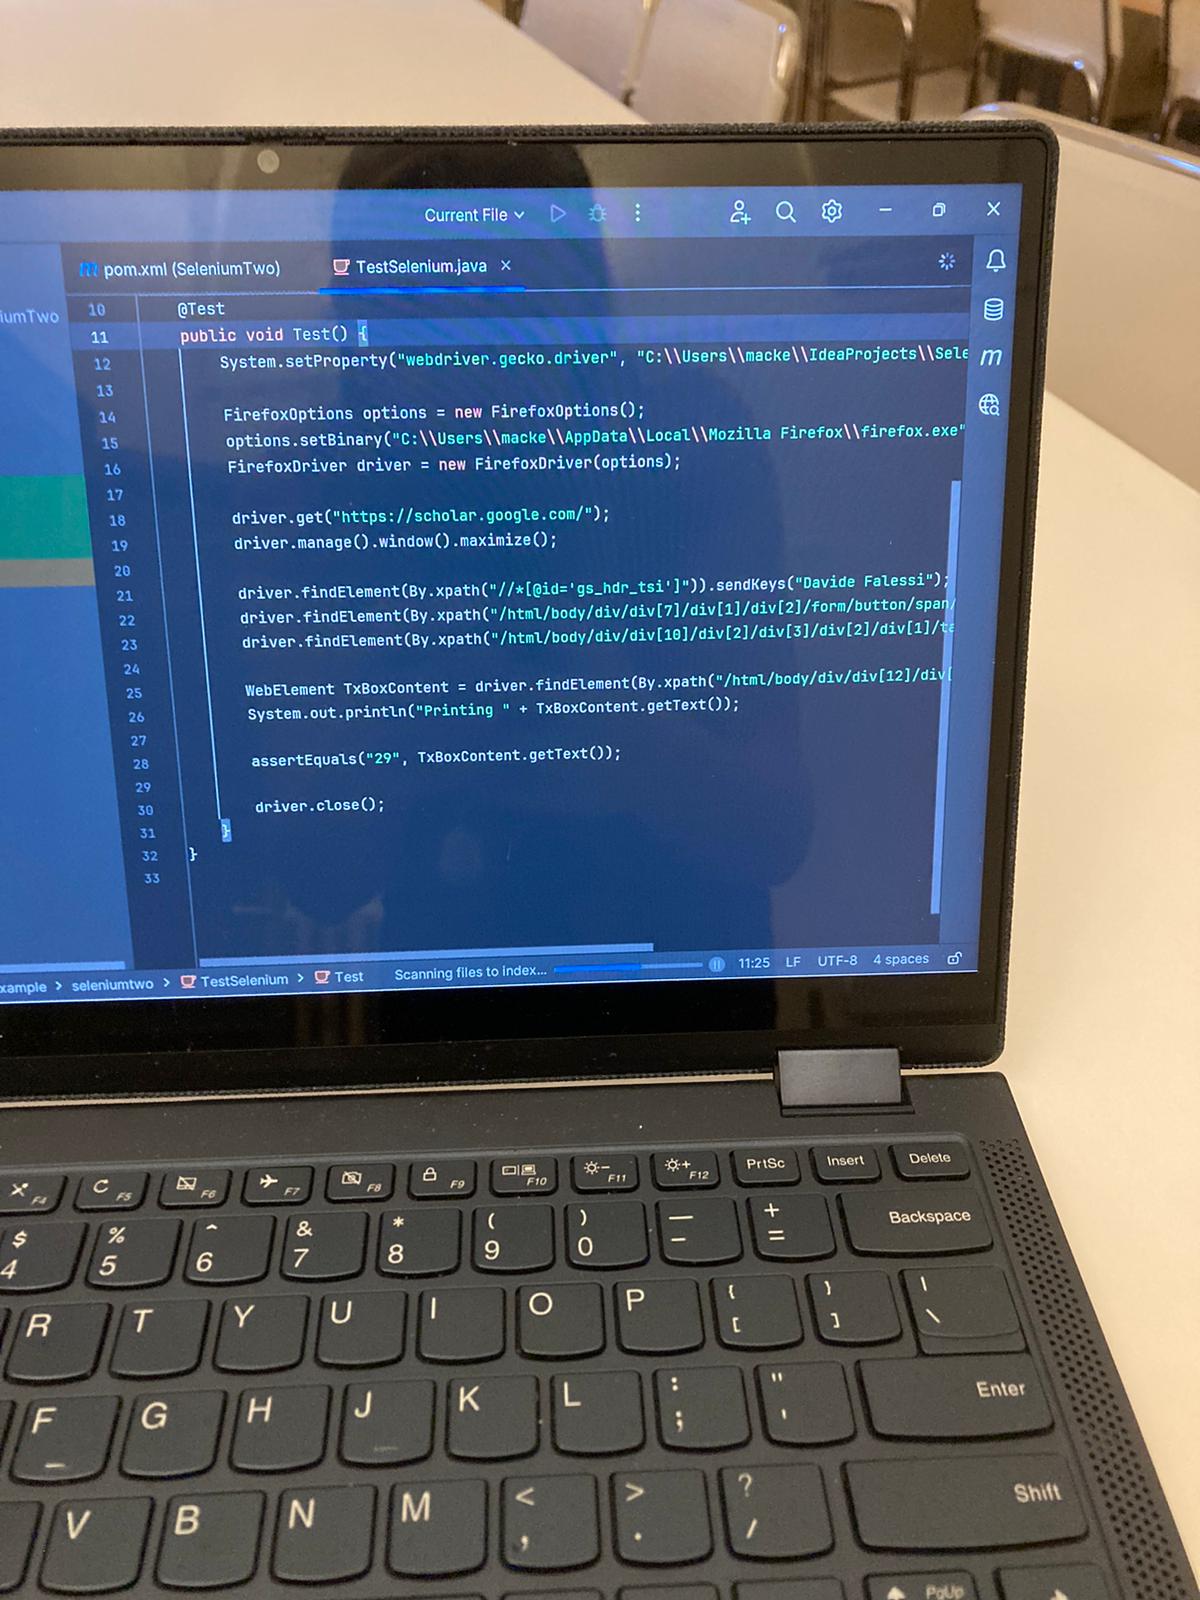 Current File
pom.xml (SeleniumTwo)
TestSelenium.java
iumTwo
10 @Test
11 public void Test() {
12 System.setProperty("webdriver.gecko.driver", "C:\\Users\\macke\\IdeaProjects\\Sele
13
14 FirefoxOptions options = new FirefoxOptions();
15 options.setBinary("C:\\Users\\macke\\AppData\\Local\\Mozilla Firefox\\firefox.exe"
16 FirefoxDriver driver = new FirefoxDriver(options);
17
18 driver.get("https://scholar.google.com/");
19 driver.manage().window().maximize();
20
21 driver.findElement(By.xpath("//*[@id='gs_hdr_tsi']")).sendKeys("Davide Falessi");
22 driver.findElement(By.xpath("/html/body/div/div[7]/div[1]/div[2]/form/button/span/
23 driver.findElement(By.xpath("/html/body/div/div[10]/div[2]/div[3]/div[2]/div[1]/ta
24
25 WebElement TxBoxContent = driver.findElement(By.xpath("/html/body/div/div[12]/div[
26 System.out.println("Printing " + TxBoxContent.getText());
27
28 assertEquals("29", TxBoxContent.getText());
29
30 driver.close();
31 }
32 }
33
xample > seleniumtwo > TestSelenium > Test Scanning files to index... 11:25 LF UTF-8 4 spaces
F4 F5 F6 F7 F8 F9 F10 F11 F12 PrtSc Insert Delete
$ % ^ & * ( ) — +
4 5 6 7 8 9 0 - = Backspace
R T Y U I O P { [ } ] | \
F G H J K L : ; " ' Enter
V B N M < , > . ? / Shift
PgUp